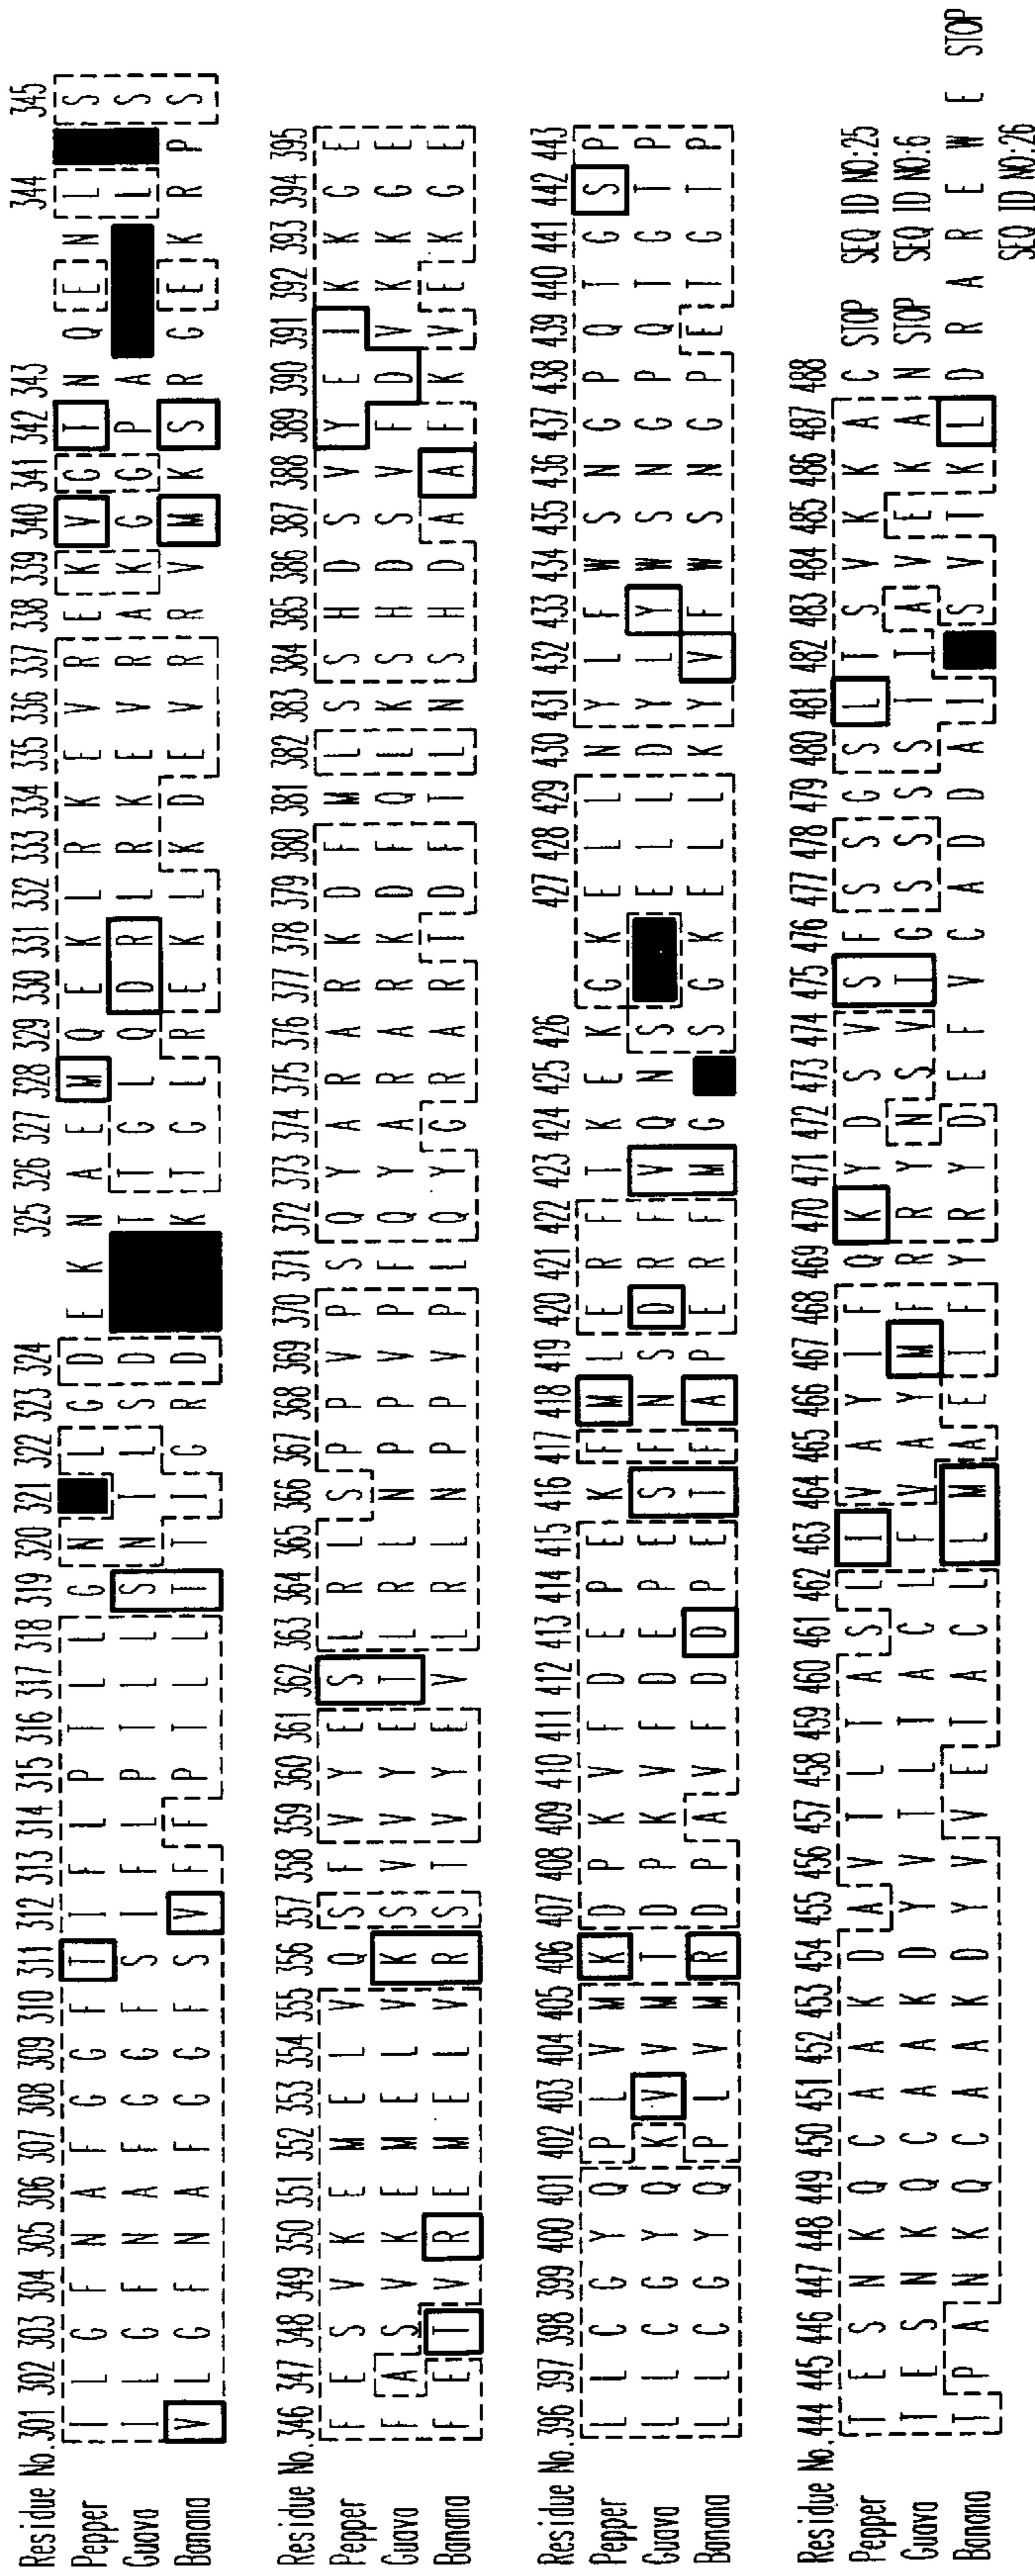 Residue No. 301 302 303 304 305 306 307 308 309 310 311 312 313 314 315 316 317 318 319 320 321 322 323 324 325 326 327 328 329 330 331 332 333 334 335 336 337 338 339 340 341 342 343 344 345
Pepper I L G F N A F G G F T I F L P T L L G N L G D E K N A E M Q E K L R K E V R E K V G T N Q E N L S
Guava I L G F N A F G G F S I F L P T L L S N I L S D T T G L Q D R L R K E V R A K G G P A L S
Banana V L G F N A F G G F S V F F P T L L T T I G R D K T G L R E K L K D E V R R V M K S R G E K R P S
Residue No. 346 347 348 349 350 351 352 353 354 355 356 357 358 359 360 361 362 363 364 365 366 367 368 369 370 371 372 373 374 375 376 377 378 379 380 381 382 383 384 385 386 387 388 389 390 391 392 393 394 395
Pepper F E S V K E M E L V Q S F V Y E S L R L S P P V P S Q Y A R A R K D F M L S S H D S V Y E I K K G E
Guava F A S V K E M E L V K S V V Y E T L R L N P P V P F Q Y A R A R K D F Q L K S H D S V F D V K K G E
Banana F E T V R E M E L V R S T V Y E V L R L N P P V P L Q Y G R A R T D F T L N S H D A A F K V E K G E
Residue No. 396 397 398 399 400 401 402 403 404 405 406 407 408 409 410 411 412 413 414 415 416 417 418 419 420 421 422 423 424 425 426 427 428 429 430 431 432 433 434 435 436 437 438 439 440 441 442 443
Pepper L L C G Y Q P L V M K D P K V F D E P E K F M L E R F T K E K G K E L L N Y L F W S N G P Q T G S P
Guava L L C G Y Q K V V M T D P K V F D E P E S F N S D R F V Q N S E L L D Y L Y W S N G P Q T G T P
Banana L L C G Y Q P L V M R D P A V F D D P E T F A P E R F M G S G K E L L K Y V F W S N G P E T G T P
Residue No. 444 445 446 447 448 449 450 451 452 453 454 455 456 457 458 459 460 461 462 463 464 465 466 467 468 469 470 471 472 473 474 475 476 477 478 479 480 481 482 483 484 485 486 487 488
Pepper T E S N K Q C A A K D A V T L T A S L I V A Y I F Q K Y D S V S F S S G S L T S V K K A C STOP SEQ ID NO:25
Guava T E S N K Q C A A K D Y V T L T A C L F V A Y M F R R Y N S V T G S S S S I T A V E K A N STOP SEQ ID NO:6
Banana T P A N K Q C A A K D Y V V E T A C L L M A E I F Y R Y D E F V C A D D A I S V T K L D R A R E W E STOP
SEQ ID NO:26